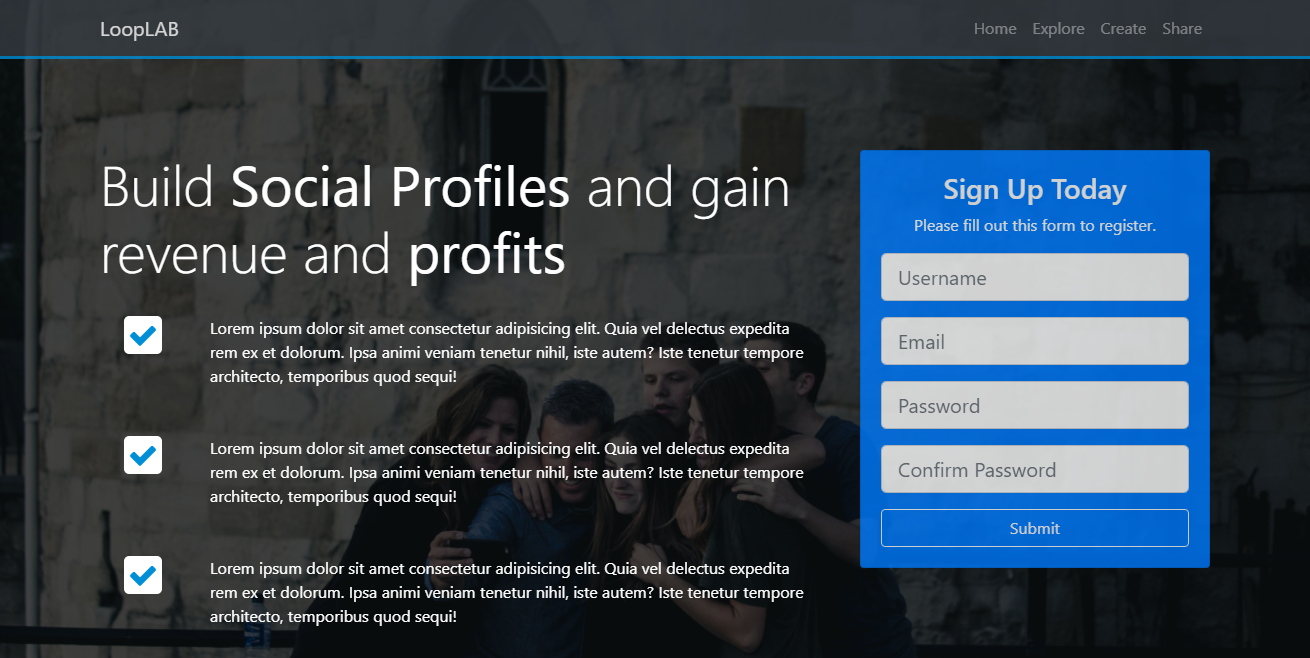 LoopLAB
Home Explore Create Share
Build Social Profiles and gain
revenue and profits
Lorem ipsum dolor sit amet consectetur adipisicing elit. Quia vel delectus expedita
rem ex et dolorum. Ipsa animi veniam tenetur nihil, iste autem? Iste tenetur tempore
architecto, temporibus quod sequi!
Lorem ipsum dolor sit amet consectetur adipisicing elit. Quia vel delectus expedita
rem ex et dolorum. Ipsa animi veniam tenetur nihil, iste autem? Iste tenetur tempore
architecto, temporibus quod sequi!
Lorem ipsum dolor sit amet consectetur adipisicing elit. Quia vel delectus expedita
rem ex et dolorum. Ipsa animi veniam tenetur nihil, iste autem? Iste tenetur tempore
architecto, temporibus quod sequi!
Sign Up Today
Please fill out this form to register.
Username
Email
Password
Confirm Password
Submit